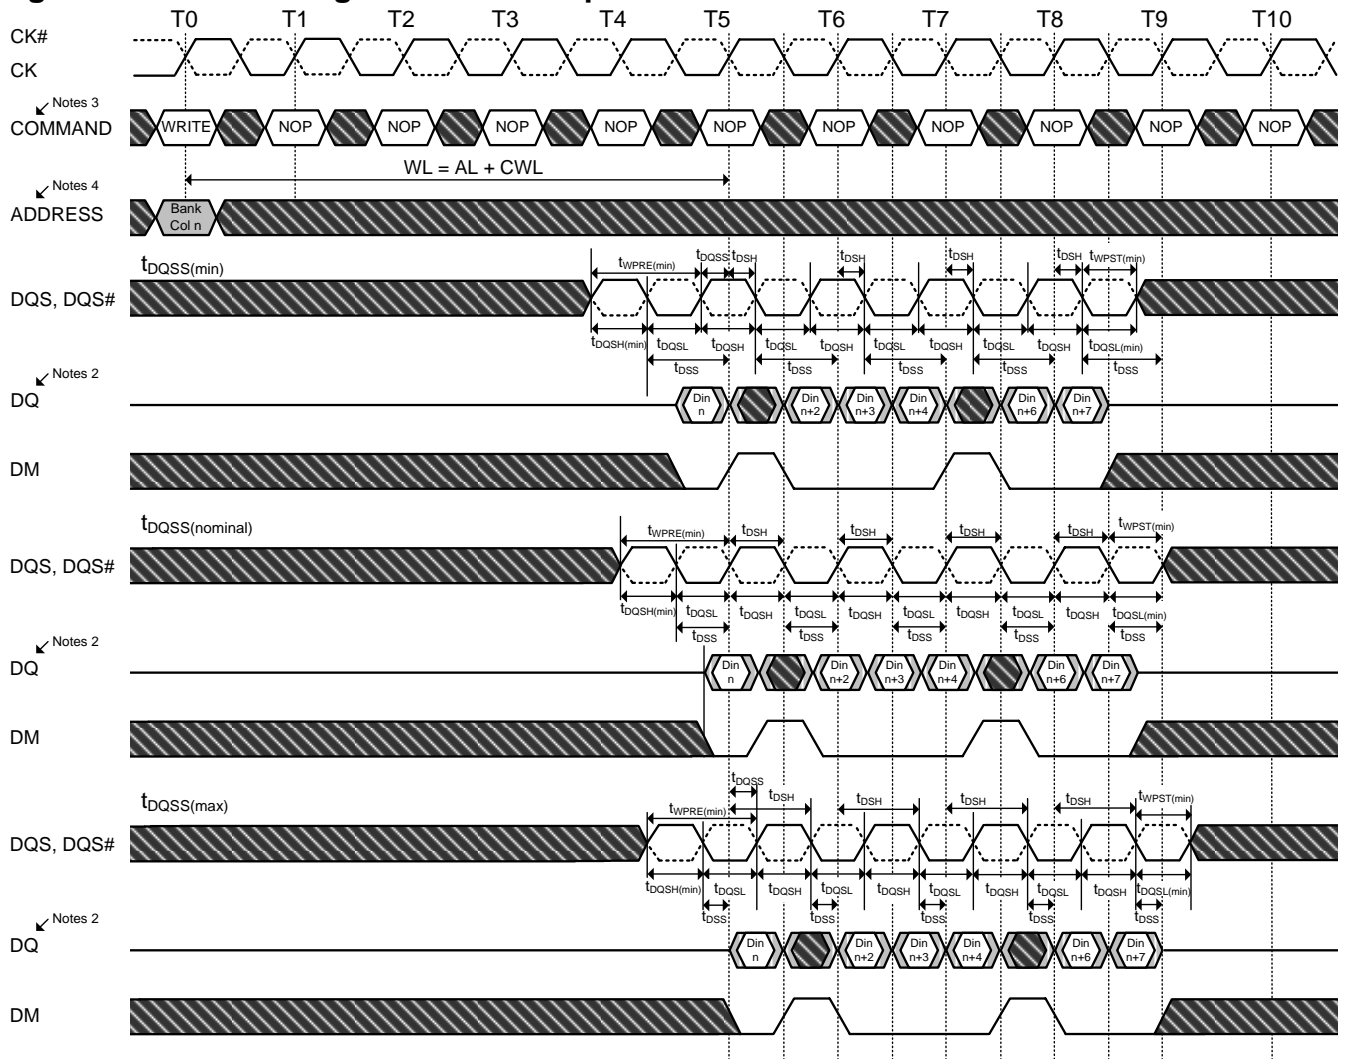 T0 T1 T2 T3 T4 T5 T6 T7 T8 T9 T10
CK#
CK
Notes 3
COMMAND WRITE NOP NOP NOP NOP NOP NOP NOP NOP NOP NOP
WL = AL + CWL
Notes 4
ADDRESS Bank Col n
tDQSS(min) tWPRE(min) tDQSS tDSH tDSH tDSH tDSH tWPST(min)
DQS, DQS#
tDQSH(min) tDQSL tDQSH tDQSL tDQSH tDQSL tDQSH tDQSL tDQSH tDQSL(min)
tDSS tDSS tDSS tDSS tDSS
Notes 2
DQ Din n Din n+2 Din n+3 Din n+4 Din n+6 Din n+7
DM
tDQSS(nominal) tWPRE(min) tDSH tDSH tDSH tDSH tWPST(min)
DQS, DQS#
tDQSH(min) tDQSL tDQSH tDQSL tDQSH tDQSL tDQSH tDQSL tDQSH tDQSL(min)
tDSS tDSS tDSS tDSS tDSS
Notes 2
DQ Din n Din n+2 Din n+3 Din n+4 Din n+6 Din n+7
DM
tDQSS
tDQSS(max) tWPRE(min) tDSH tDSH tDSH tDSH tWPST(min)
DQS, DQS#
tDQSH(min) tDQSL tDQSH tDQSL tDQSH tDQSL tDQSH tDQSL tDQSH tDQSL(min)
tDSS tDSS tDSS tDSS tDSS
Notes 2
DQ Din n Din n+2 Din n+3 Din n+4 Din n+6 Din n+7
DM